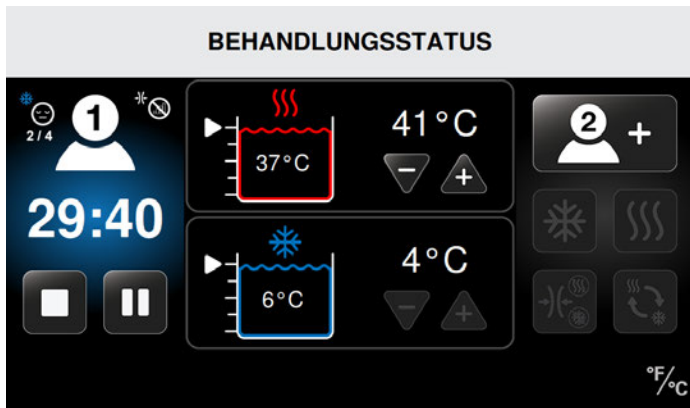 BEHANDLUNGSSTATUS
1
2/4
29:40
37°C
41°C
−
+
6°C
4°C
−
+
2 +
°F/°C